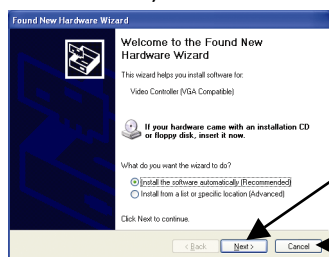 Found New Hardware Wizard
Welcome to the Found New
Hardware Wizard
This wizard helps you install software for:
Video Controller (VGA Compatible)
If your hardware came with an installation CD
or floppy disk, insert it now.
What do you want the wizard to do?
Install the software automatically (Recommended)
Install from a list or specific location (Advanced)
Click Next to continue.
< Back Next > Cancel